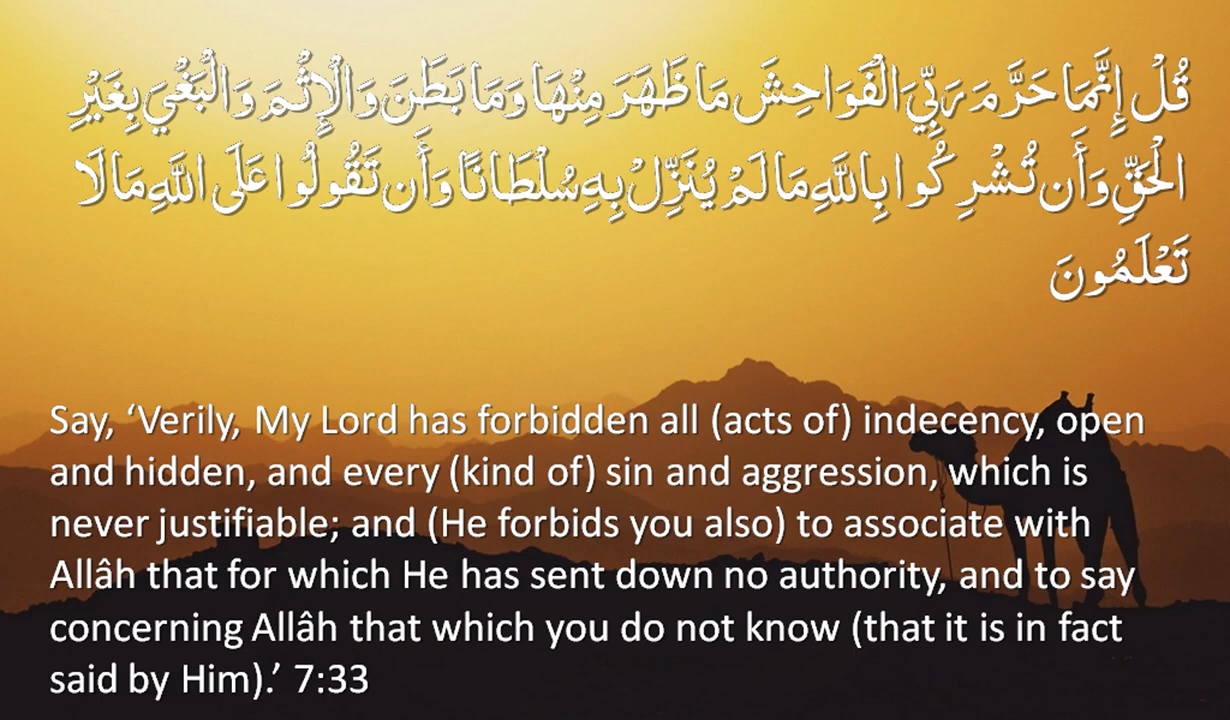 قُلْ إِنَّمَا حَرَّمَ رَبِّيَ الْفَوَاحِشَ مَا ظَهَرَ مِنْهَا وَمَا بَطَنَ وَالْإِثْمَ وَالْبَغْيَ بِغَيْرِ
الْحَقِّ وَأَن تُشْرِكُوا بِاللَّهِ مَا لَمْ يُنَزِّلْ بِهِ سُلْطَانًا وَأَن تَقُولُوا عَلَى اللَّهِ مَا لَا
تَعْلَمُونَ
Say, ‘Verily, My Lord has forbidden all (acts of) indecency, open
and hidden, and every (kind of) sin and aggression, which is
never justifiable; and (He forbids you also) to associate with
Allâh that for which He has sent down no authority, and to say
concerning Allâh that which you do not know (that it is in fact
said by Him).’ 7:33